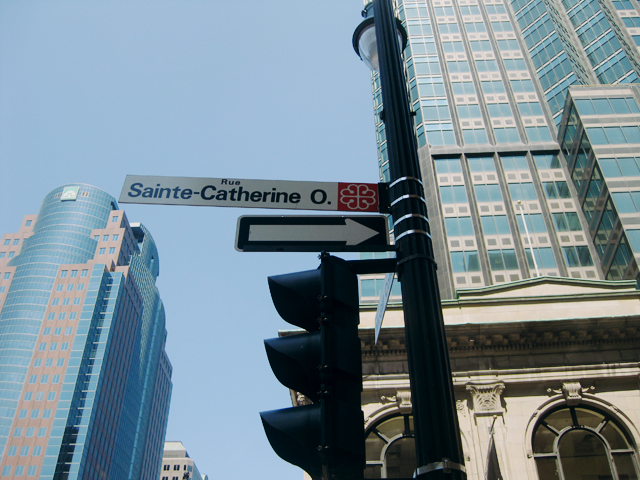 Rue
Sainte-Catherine O.